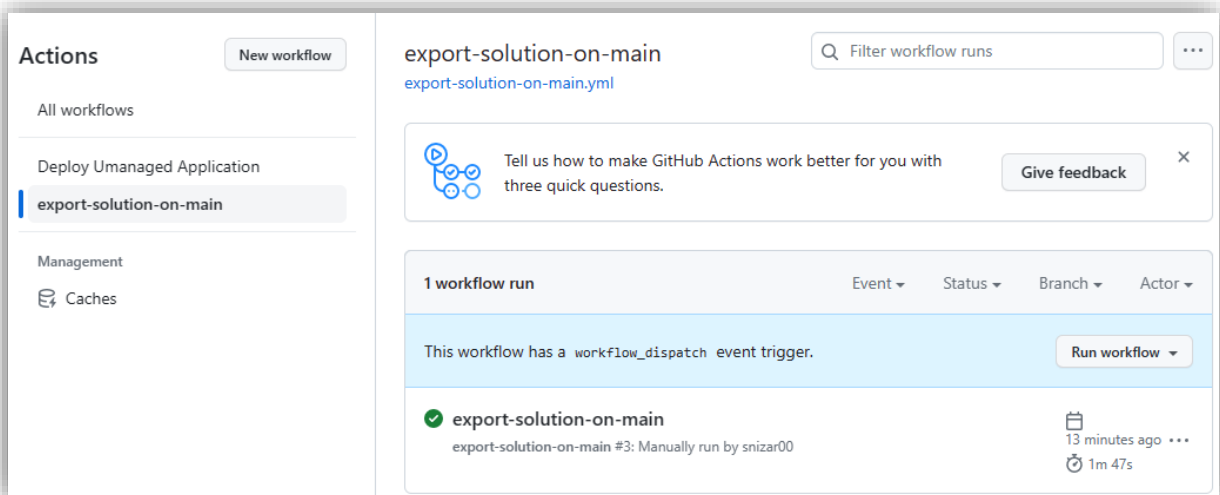 Actions
New workflow
All workflows
Deploy Umanaged Application
export-solution-on-main
Management
Caches
export-solution-on-main
export-solution-on-main.yml
Filter workflow runs
Tell us how to make GitHub Actions work better for you with
three quick questions.
Give feedback
1 workflow run
Event
Status
Branch
Actor
This workflow has a workflow_dispatch event trigger.
Run workflow
export-solution-on-main
export-solution-on-main #3: Manually run by snizar00
13 minutes ago
1m 47s